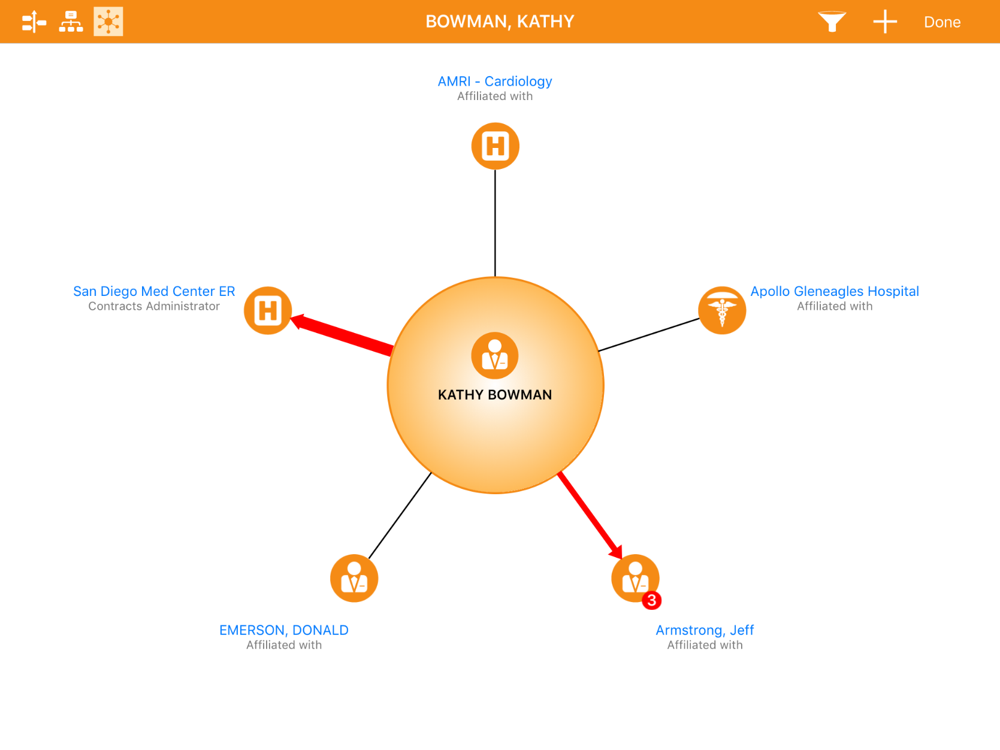 BOWMAN, KATHY
Done
AMRI - Cardiology
Affiliated with
San Diego Med Center ER
Contracts Administrator
Apollo Gleneagles Hospital
Affiliated with
KATHY BOWMAN
EMERSON, DONALD
Affiliated with
3
Armstrong, Jeff
Affiliated with